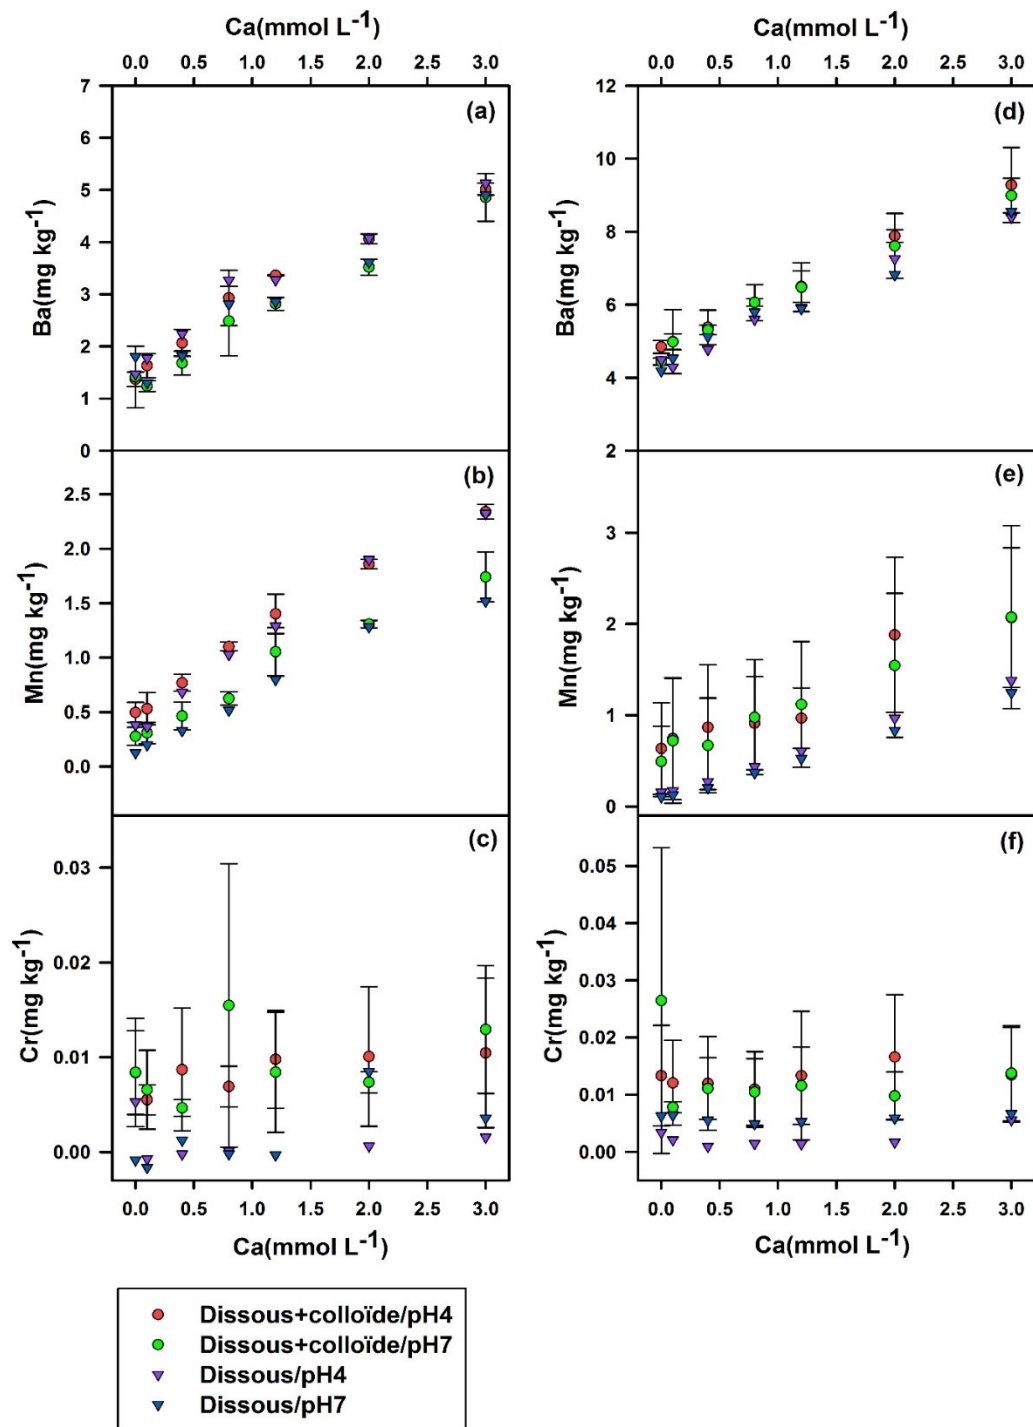 Ca(mmol L-1)
Ca(mmol L-1)
0.0 0.5 1.0 1.5 2.0 2.5 3.0
0.0 0.5 1.0 1.5 2.0 2.5 3.0
7
6
5
4
3
2
1
0
Ba(mg kg-1)
(a)
12
10
8
6
4
2
Ba(mg kg-1)
(d)
2.5
2.0
1.5
1.0
0.5
0.0
Mn(mg kg-1)
(b)
3
2
1
0
Mn(mg kg-1)
(e)
0.03
0.02
0.01
0.00
Cr(mg kg-1)
(c)
0.05
0.04
0.03
0.02
0.01
0.00
Cr(mg kg-1)
(f)
0.0 0.5 1.0 1.5 2.0 2.5 3.0
0.0 0.5 1.0 1.5 2.0 2.5 3.0
Ca(mmol L-1)
Ca(mmol L-1)
Dissous+colloïde/pH4
Dissous+colloïde/pH7
Dissous/pH4
Dissous/pH7